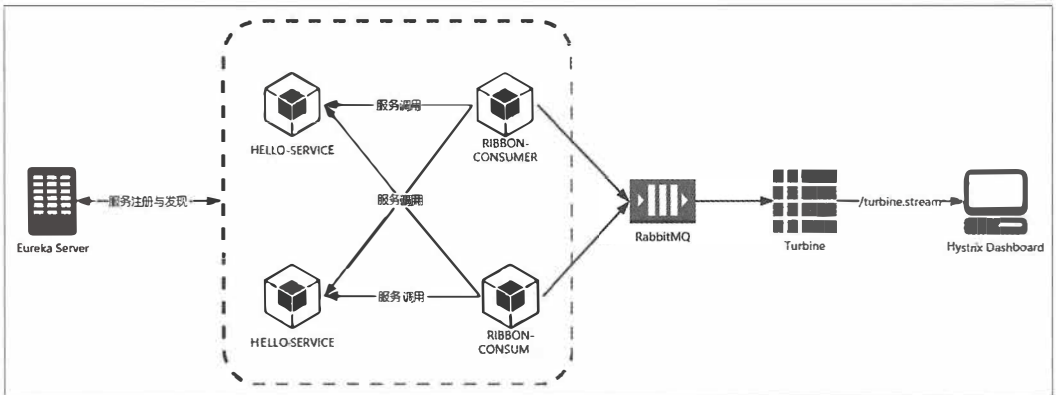 服务调用
HELLO-SERVICE
RIBBON-
CONSUMER
服务注册与发现
Eureka Server
服务调用
RabbitMQ
/turbine.stream
Turbine
Hystrix Dashboard
服务调用
HELLO-SERVICE
RIBBON-
CONSUM